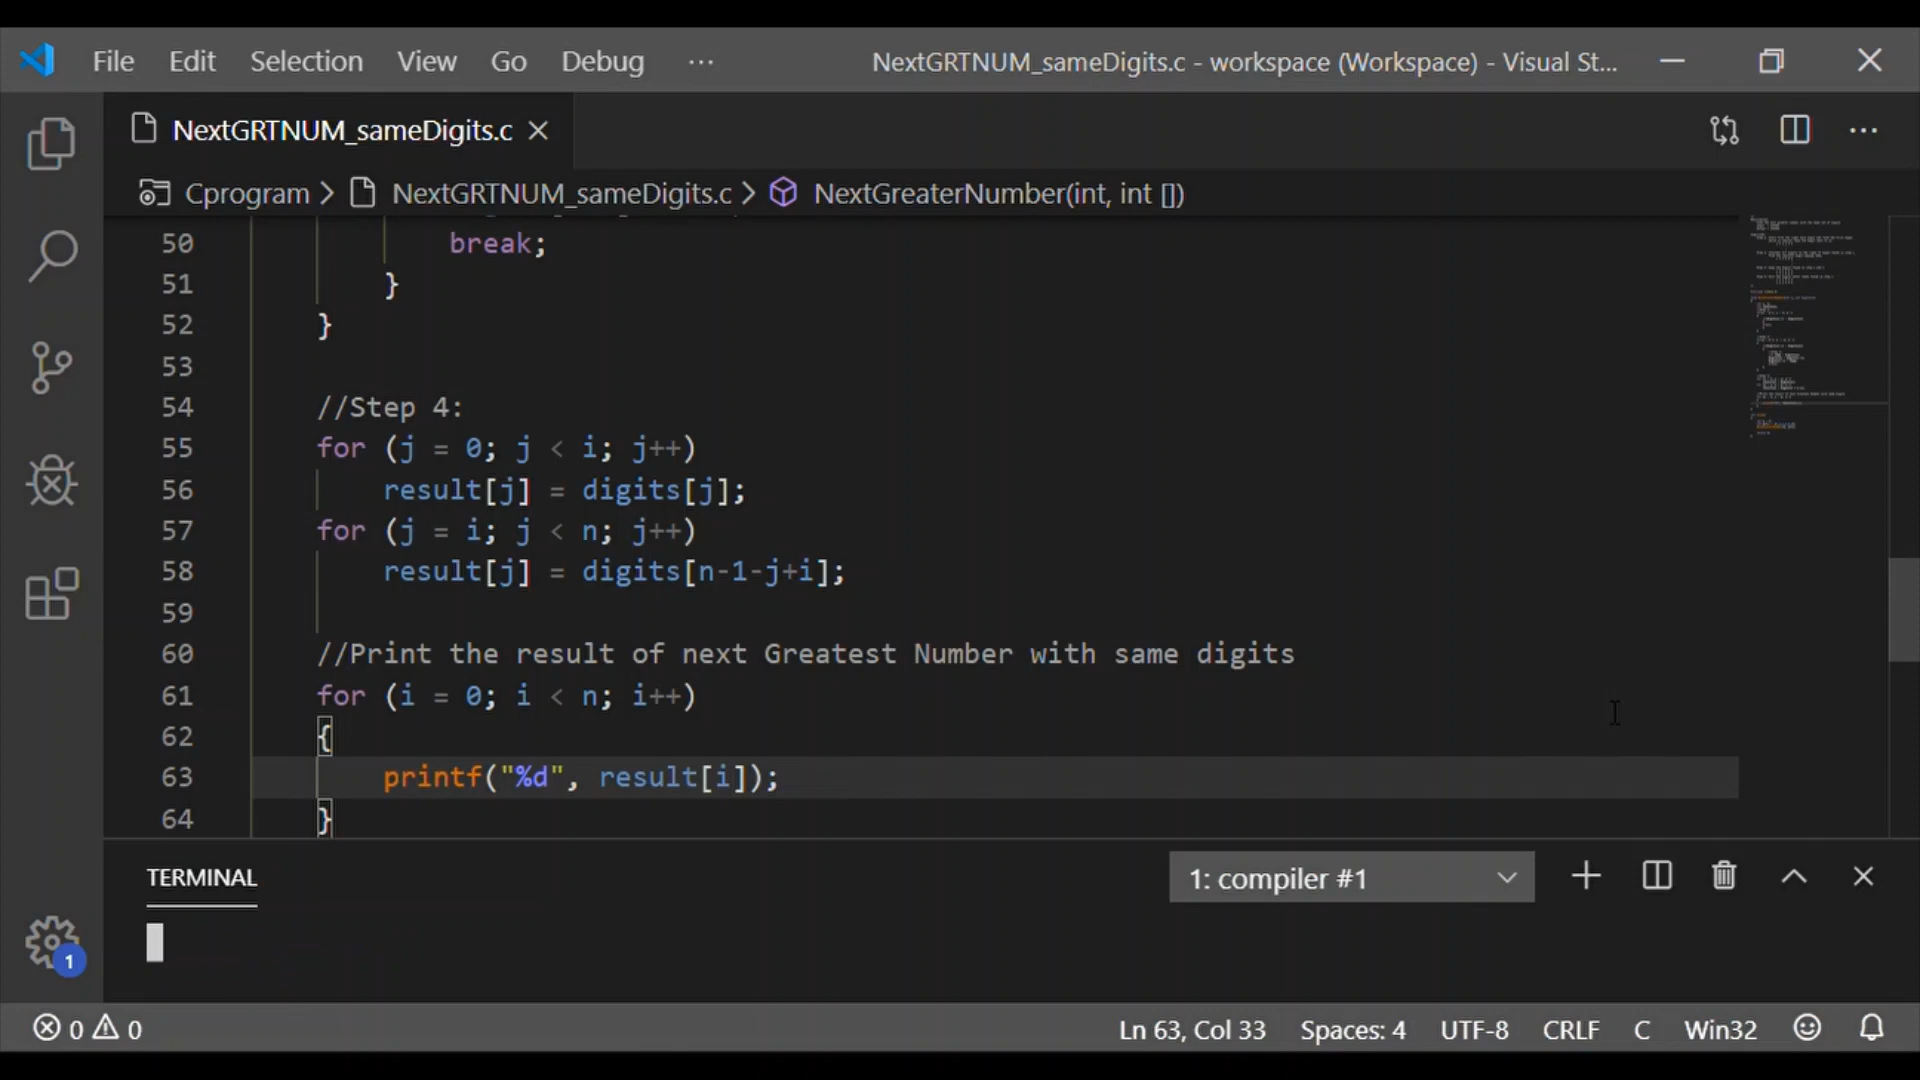 File Edit Selection View Go Debug ··· NextGRTNUM_sameDigits.c - workspace (Workspace) - Visual St...
NextGRTNUM_sameDigits.c
Cprogram > NextGRTNUM_sameDigits.c > NextGreaterNumber(int, int [])
50 break;
51 }
52 }
53
54 //Step 4:
55 for (j = 0; j < i; j++)
56 result[j] = digits[j];
57 for (j = i; j < n; j++)
58 result[j] = digits[n-1-j+i];
59
60 //Print the result of next Greatest Number with same digits
61 for (i = 0; i < n; i++)
62 {
63 printf("%d", result[i]);
64 }
TERMINAL 1: compiler #1
1
0 0 Ln 63, Col 33 Spaces: 4 UTF-8 CRLF C Win32